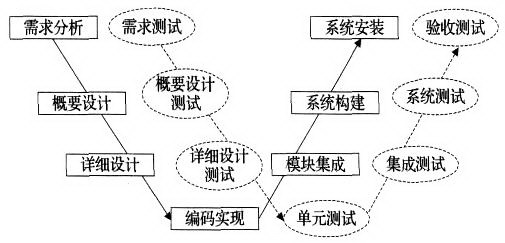 需求分析
需求测试
系统安装
验收测试
概要设计
概要设计
测试
系统构建
系统测试
详细设计
详细设计
测试
模块集成
集成测试
编码实现
单元测试